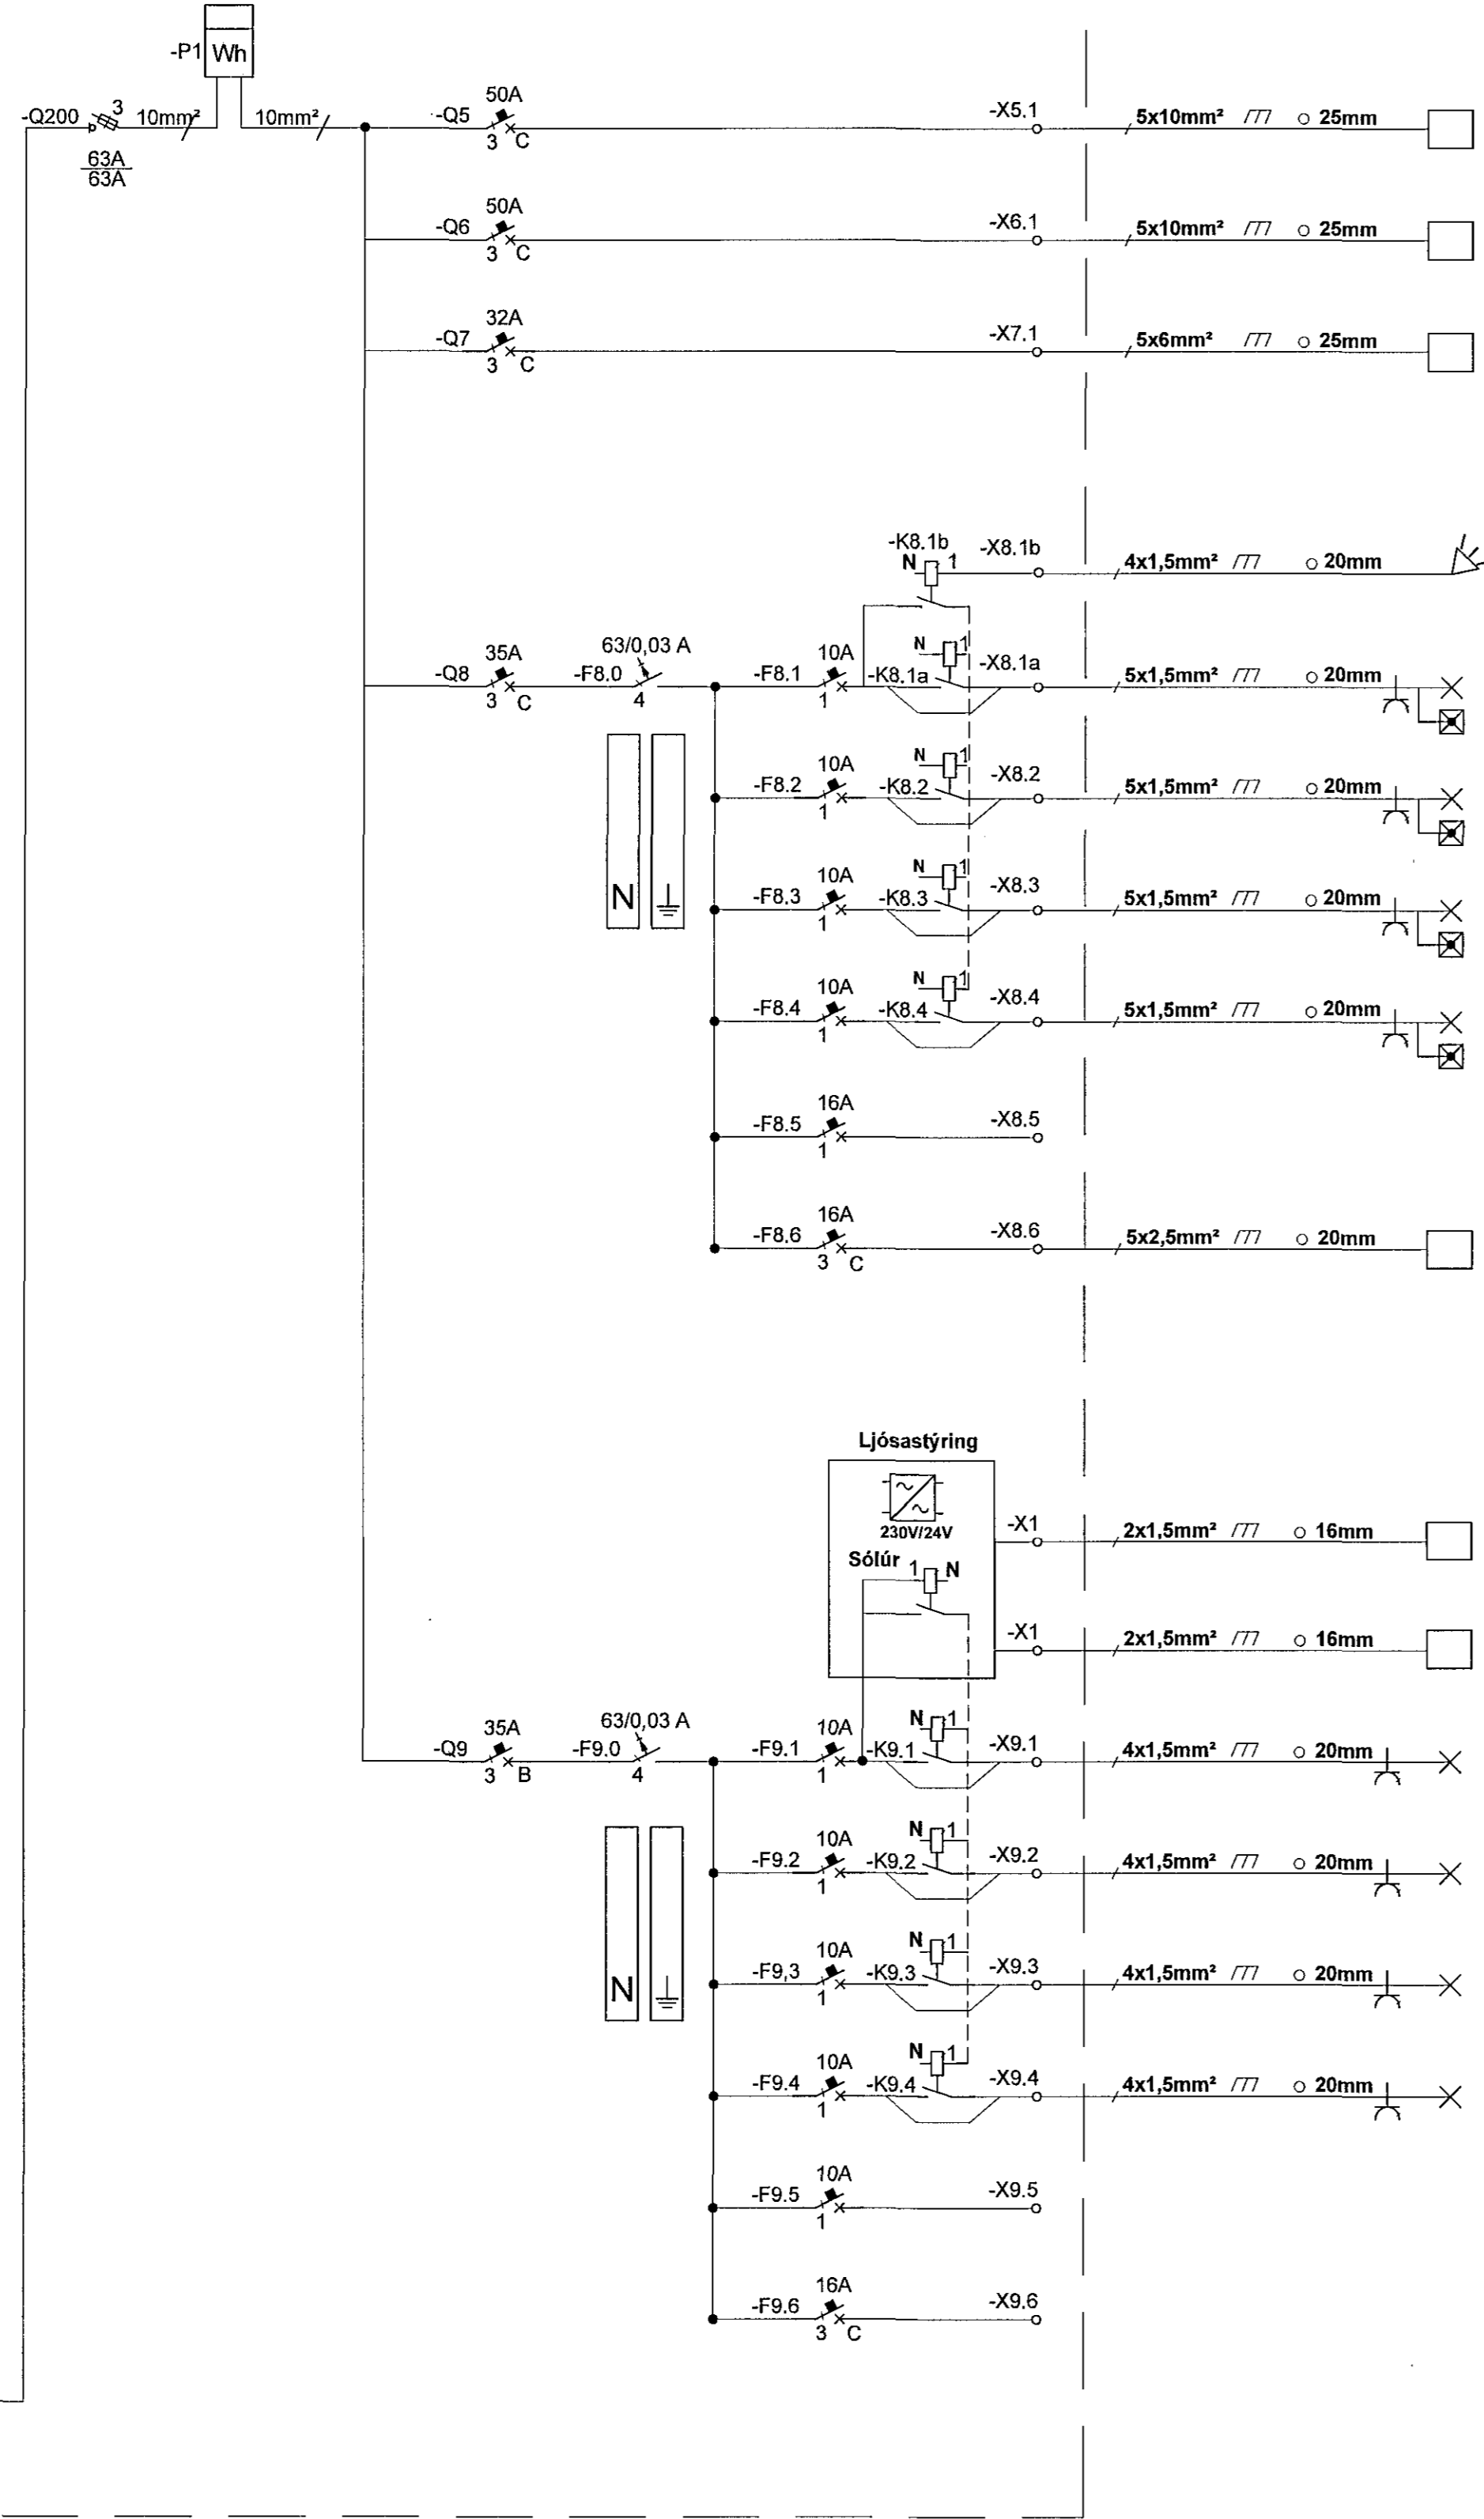 -P1 Wh
-Q200 3 10mm² 10mm²
63A
63A
50A
-Q5 3 C -X5.1 5x10mm² 25mm
50A
-Q6 3 C -X6.1 5x10mm² 25mm
32A
-Q7 3 C -X7.1 5x6mm² 25mm
-K8.1b
N 1 -X8.1b 4x1,5mm² 20mm
35A 63/0,03 A 10A N 1
-Q8 3 C -F8.0 4 -F8.1 1 -K8.1a -X8.1a 5x1,5mm² 20mm
10A N 1
-F8.2 1 -K8.2 -X8.2 5x1,5mm² 20mm
10A N 1
-F8.3 1 -K8.3 -X8.3 5x1,5mm² 20mm
N
10A N 1
-F8.4 1 -K8.4 -X8.4 5x1,5mm² 20mm
16A
-F8.5 1 -X8.5
16A
-F8.6 3 C -X8.6 5x2,5mm² 20mm
Ljósastýring
230V/24V
-X1 2x1,5mm² 16mm
Sólúr 1 N
-X1 2x1,5mm² 16mm
35A 63/0,03 A 10A N 1
-Q9 3 B -F9.0 4 -F9.1 1 -K9.1 -X9.1 4x1,5mm² 20mm
10A N 1
-F9.2 1 -K9.2 -X9.2 4x1,5mm² 20mm
10A N 1
-F9,3 1 -K9.3 -X9.3 4x1,5mm² 20mm
N
10A N 1
-F9.4 1 -K9.4 -X9.4 4x1,5mm² 20mm
10A
-F9.5 1 -X9.5
16A
-F9.6 3 C -X9.6